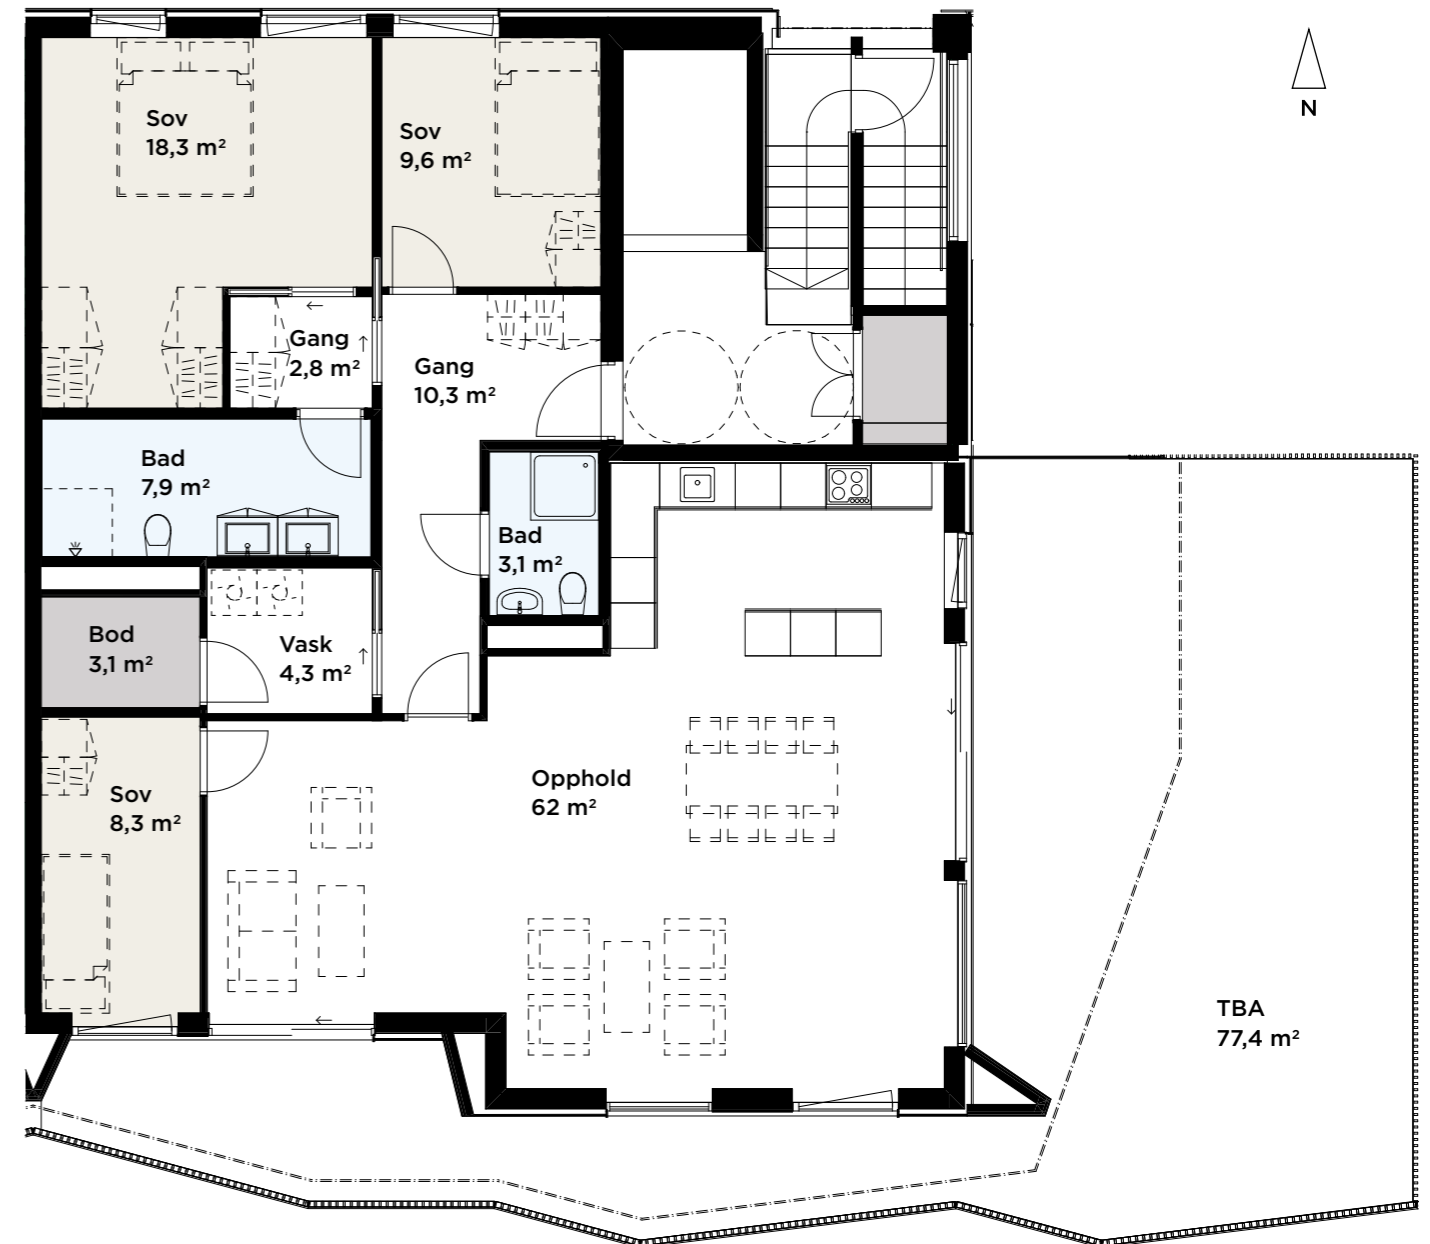 N
Sov
18,3 m²
Sov
9,6 m²
Gang
2,8 m²
Gang
10,3 m²
Bad
7,9 m²
Bad
3,1 m²
Bod
3,1 m²
Vask
4,3 m²
Sov
8,3 m²
Opphold
62 m²
TBA
77,4 m²